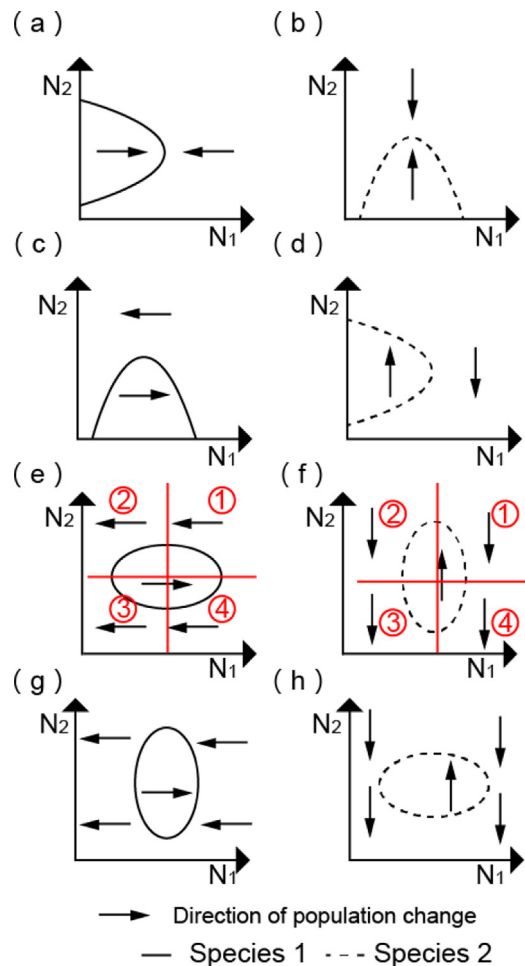 ( a )
( b )
N2
N2
N1
N1
( c )
( d )
N2
N2
N1
N1
( e )
( f )
N2
②
①
N2
②
①
③
④
③
④
N1
N1
( g )
( h )
N2
N2
N1
N1
Direction of population change
Species 1
Species 2